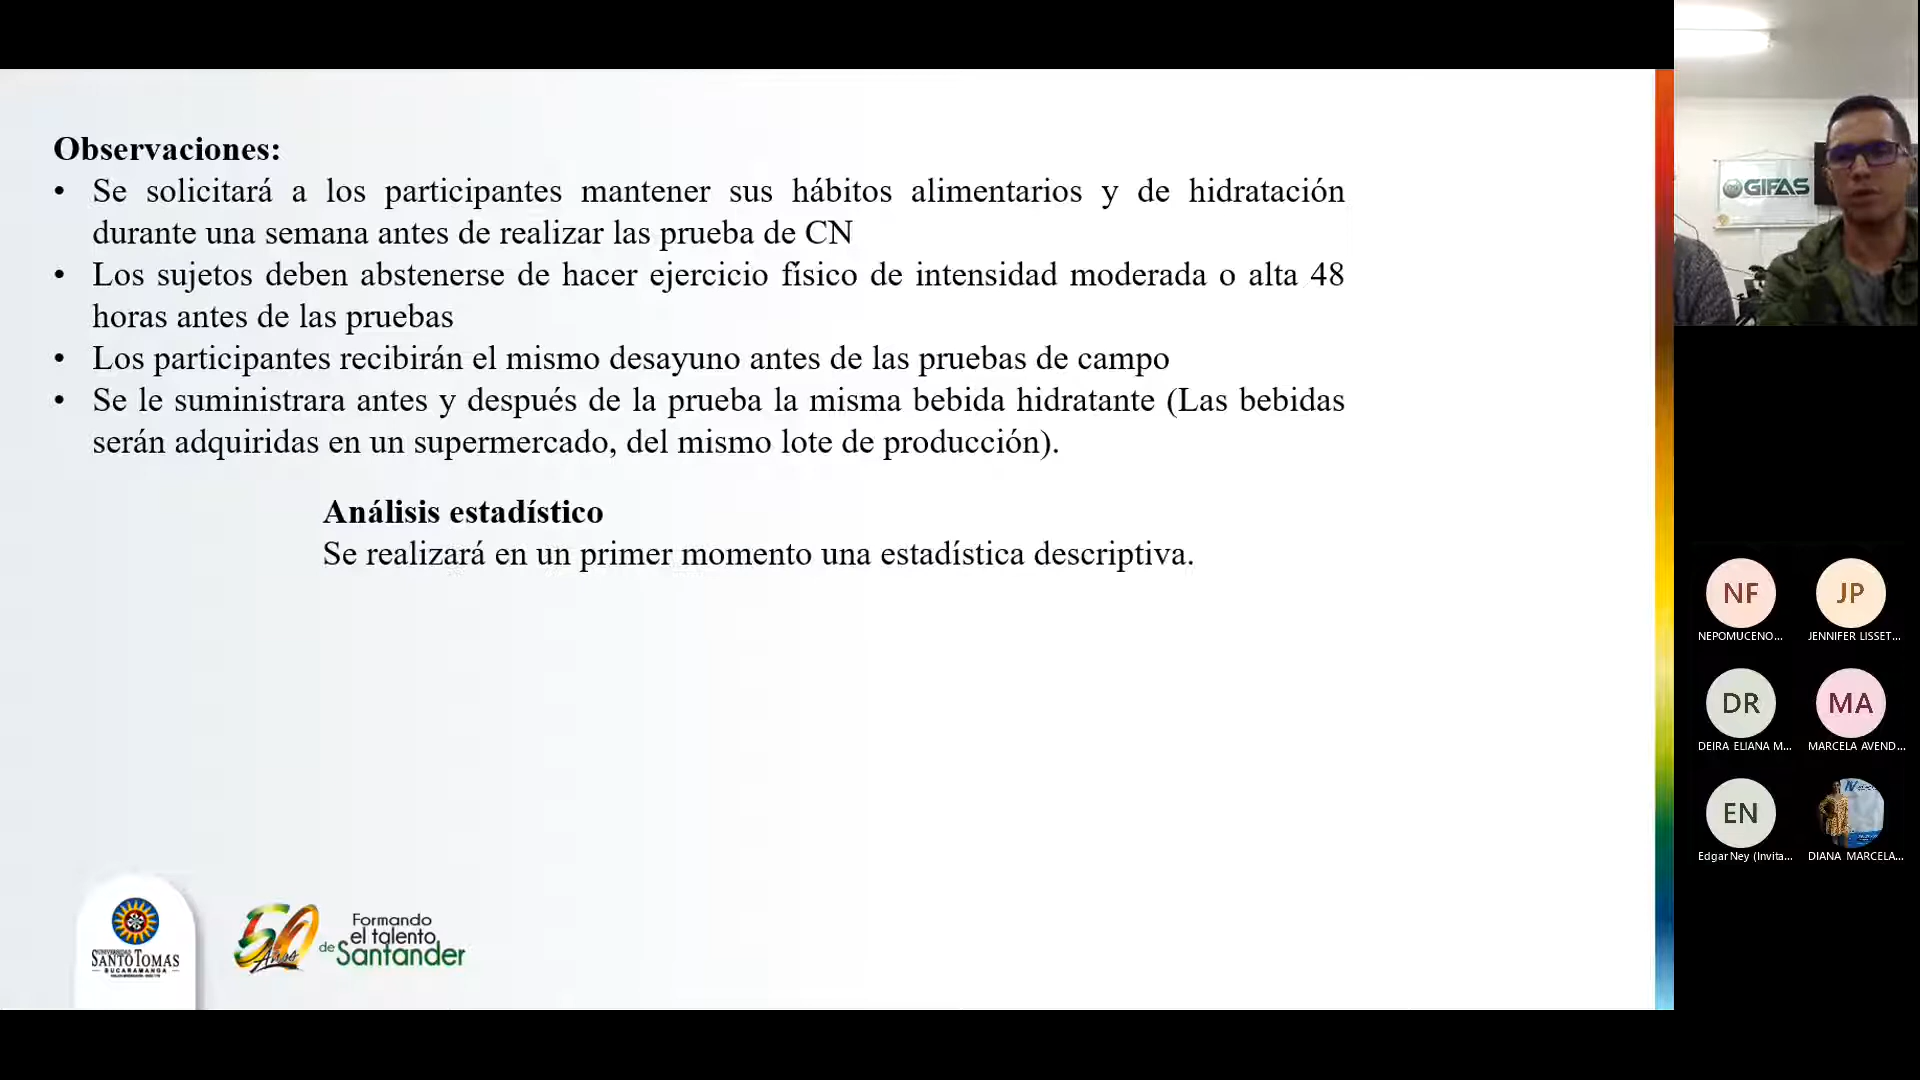 Observaciones:
• Se solicitará a los participantes mantener sus hábitos alimentarios y de hidratación
durante una semana antes de realizar las prueba de CN
• Los sujetos deben abstenerse de hacer ejercicio físico de intensidad moderada o alta 48
horas antes de las pruebas
• Los participantes recibirán el mismo desayuno antes de las pruebas de campo
• Se le suministrara antes y después de la prueba la misma bebida hidratante (Las bebidas
serán adquiridas en un supermercado, del mismo lote de producción).
Análisis estadístico
Se realizará en un primer momento una estadística descriptiva.
UNIVERSIDAD
SANTO TOMAS
BUCARAMANGA
50 Años
Formando
el talento
de Santander
GIFAS
NF
NEPOMUCENO...
JP
JENNIFER LISSET...
DR
DEIRA ELIANA M...
MA
MARCELA AVEND...
EN
Edgar Ney (Invita...
DIANA MARCELA...